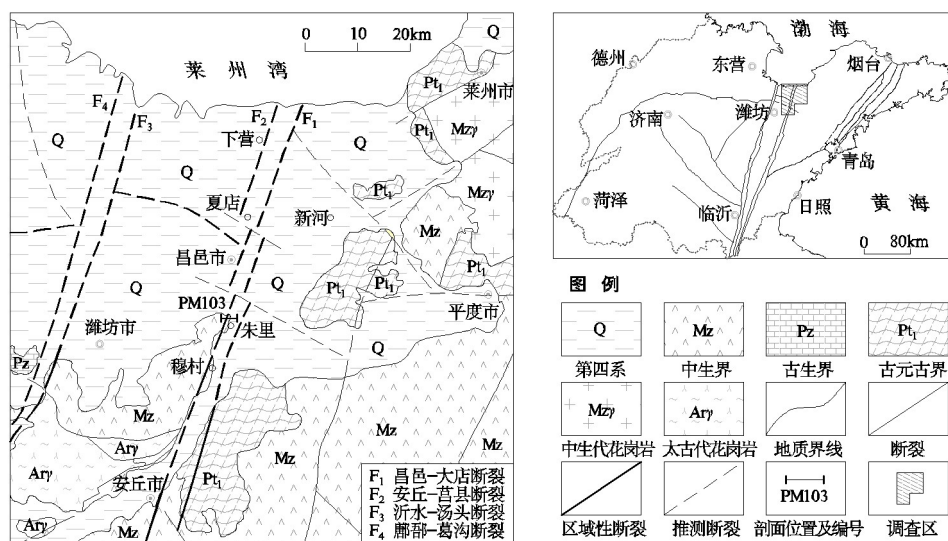 0 10 20km
莱州湾
Q
Pt₁
莱州市
F₄
F₃
F₂
F₁
下营
Pt₁
Mzγ
Q
Q
Q
Pt₁
Mzγ
夏店
新河
Mz
昌邑市
Pt₁
Q
Q
Pt₁
Pt₁
PM103
平度市
潍坊市
朱里
Q
Pz
穆村
Mz
Mz
Mz
Arγ
Arγ
Mz
Pt₁
安丘市
Arγ
Mz
F₁ 昌邑-大店断裂
F₂ 安丘-莒县断裂
F₃ 沂水-汤头断裂
F₄ 鄌郚-葛沟断裂
渤海
德州
东营
烟台
潍坊
济南
青岛
菏泽
临沂
日照
黄海
0 80km
图例
Q Mz Pz Pt₁
第四系 中生界 古生界 古元古界
Mzγ Arγ
中生代花岗岩 太古代花岗岩 地质界线 断裂
PM103
区域性断裂 推测断裂 剖面位置及编号 调查区